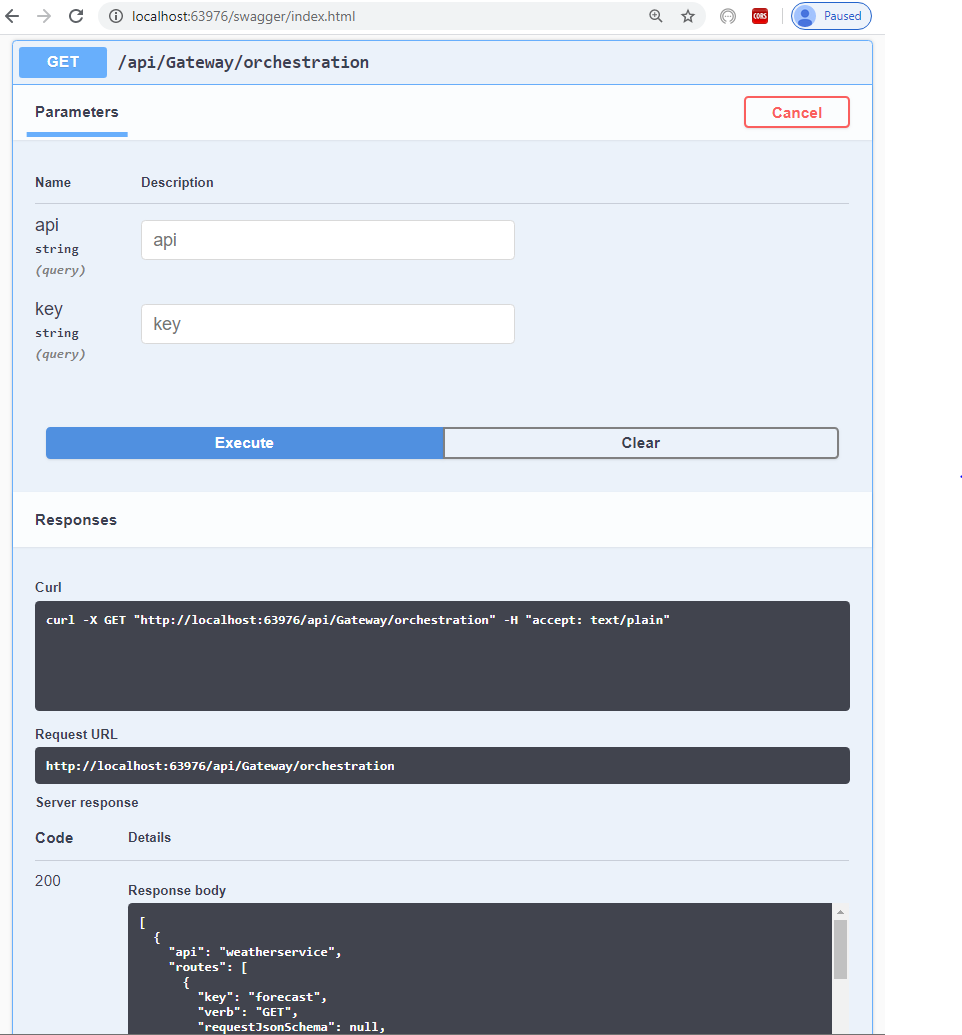 localhost:63976/swagger/index.html
CORS
Paused
GET /api/Gateway/orchestration
Parameters
Cancel
Name Description
api
string
(query)
api
key
string
(query)
key
Execute
Clear
Responses
Curl
curl -X GET "http://localhost:63976/api/Gateway/orchestration" -H "accept: text/plain"
Request URL
http://localhost:63976/api/Gateway/orchestration
Server response
Code Details
200
Response body
[
{
"api": "weatherservice",
"routes": [
{
"key": "forecast",
"verb": "GET",
"requestJsonSchema": null,